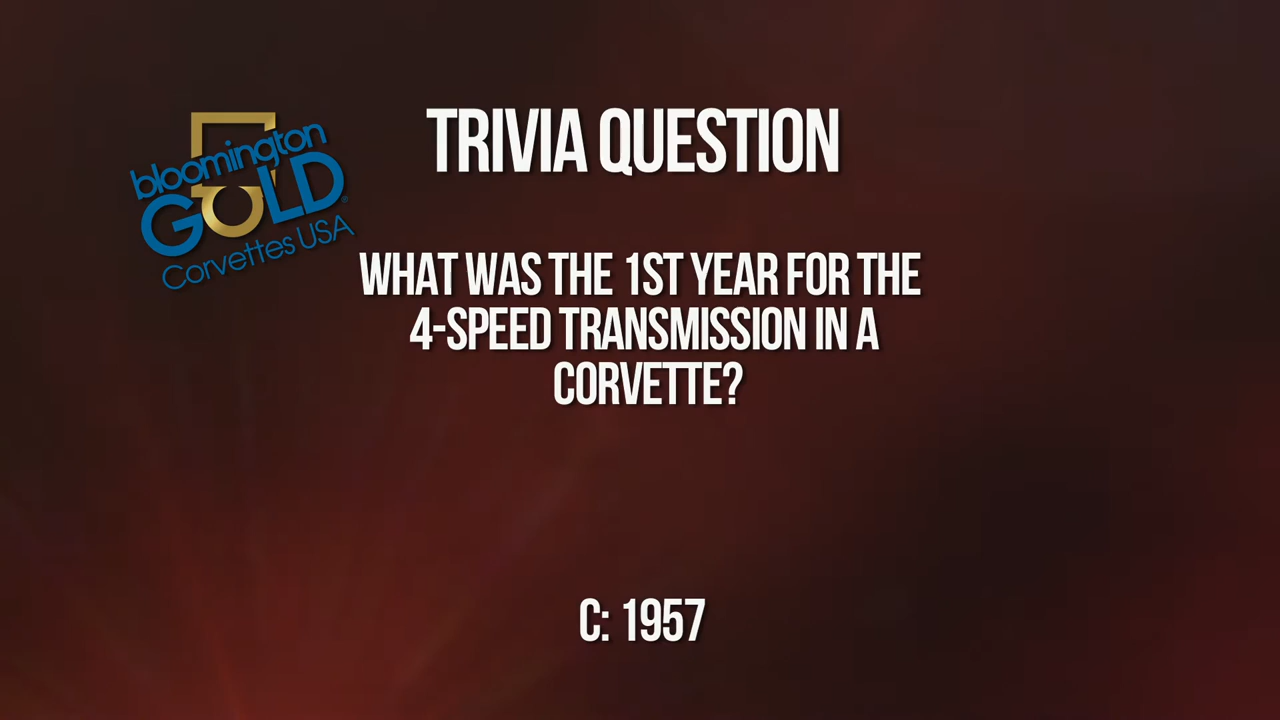 bloomington
GOLD®
Corvettes USA
TRIVIA QUESTION
WHAT WAS THE 1ST YEAR FOR THE
4-SPEED TRANSMISSION IN A
CORVETTE?
C: 1957